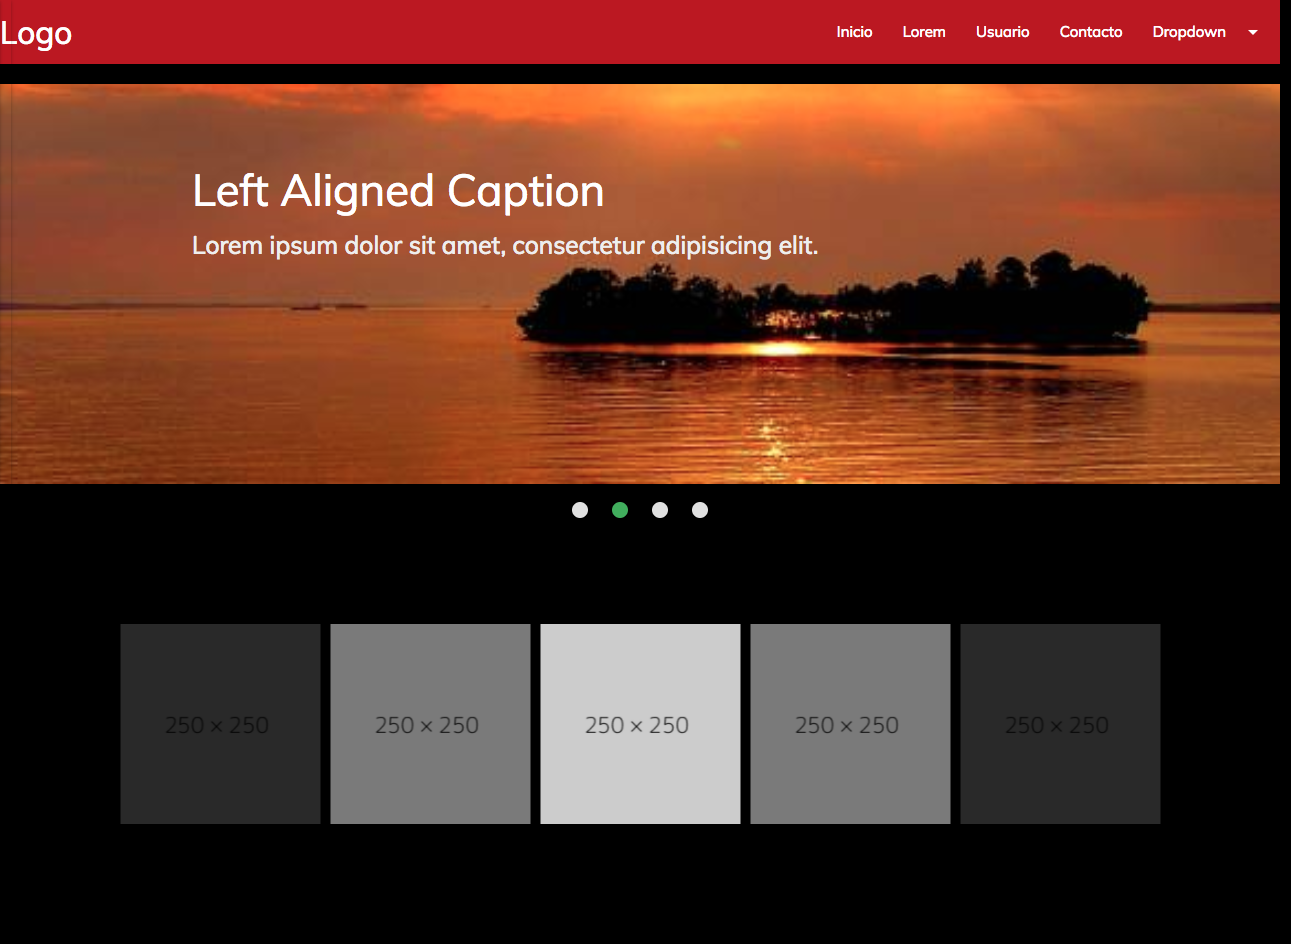 Logo
Inicio Lorem Usuario Contacto Dropdown
Left Aligned Caption
Lorem ipsum dolor sit amet, consectetur adipisicing elit.
250 × 250 250 × 250 250 × 250 250 × 250 250 × 250